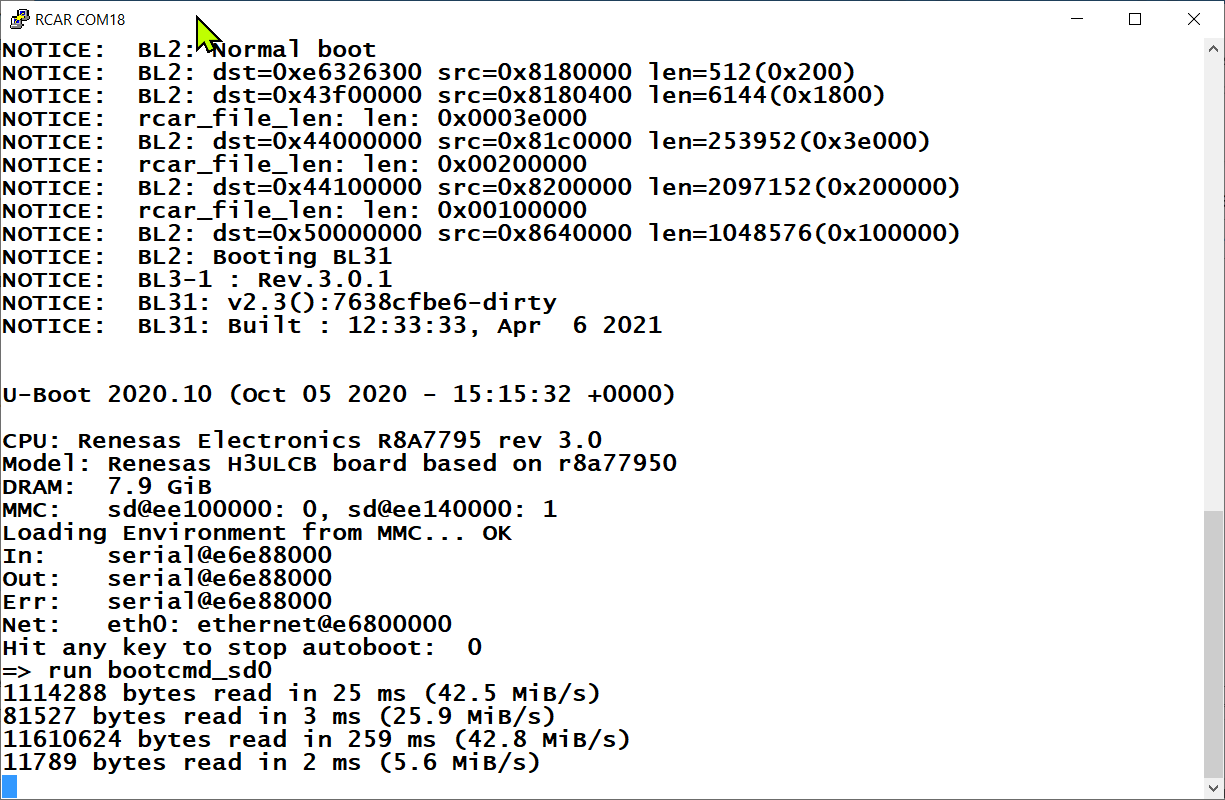 RCAR COM18
NOTICE:  BL2: Normal boot
NOTICE:  BL2: dst=0xe6326300 src=0x8180000 len=512(0x200)
NOTICE:  BL2: dst=0x43f00000 src=0x8180400 len=6144(0x1800)
NOTICE:  rcar_file_len: len: 0x0003e000
NOTICE:  BL2: dst=0x44000000 src=0x81c0000 len=253952(0x3e000)
NOTICE:  rcar_file_len: len: 0x00200000
NOTICE:  BL2: dst=0x44100000 src=0x8200000 len=2097152(0x200000)
NOTICE:  rcar_file_len: len: 0x00100000
NOTICE:  BL2: dst=0x50000000 src=0x8640000 len=1048576(0x100000)
NOTICE:  BL2: Booting BL31
NOTICE:  BL3-1 : Rev.3.0.1
NOTICE:  BL31: v2.3():7638cfbe6-dirty
NOTICE:  BL31: Built : 12:33:33, Apr  6 2021
U-Boot 2020.10 (Oct 05 2020 - 15:15:32 +0000)
CPU: Renesas Electronics R8A7795 rev 3.0
Model: Renesas H3ULCB board based on r8a77950
DRAM:  7.9 GiB
MMC:   sd@ee100000: 0, sd@ee140000: 1
Loading Environment from MMC... OK
In:    serial@e6e88000
Out:   serial@e6e88000
Err:   serial@e6e88000
Net:   eth0: ethernet@e6800000
Hit any key to stop autoboot:  0
=> run bootcmd_sd0
1114288 bytes read in 25 ms (42.5 MiB/s)
81527 bytes read in 3 ms (25.9 MiB/s)
11610624 bytes read in 259 ms (42.8 MiB/s)
11789 bytes read in 2 ms (5.6 MiB/s)